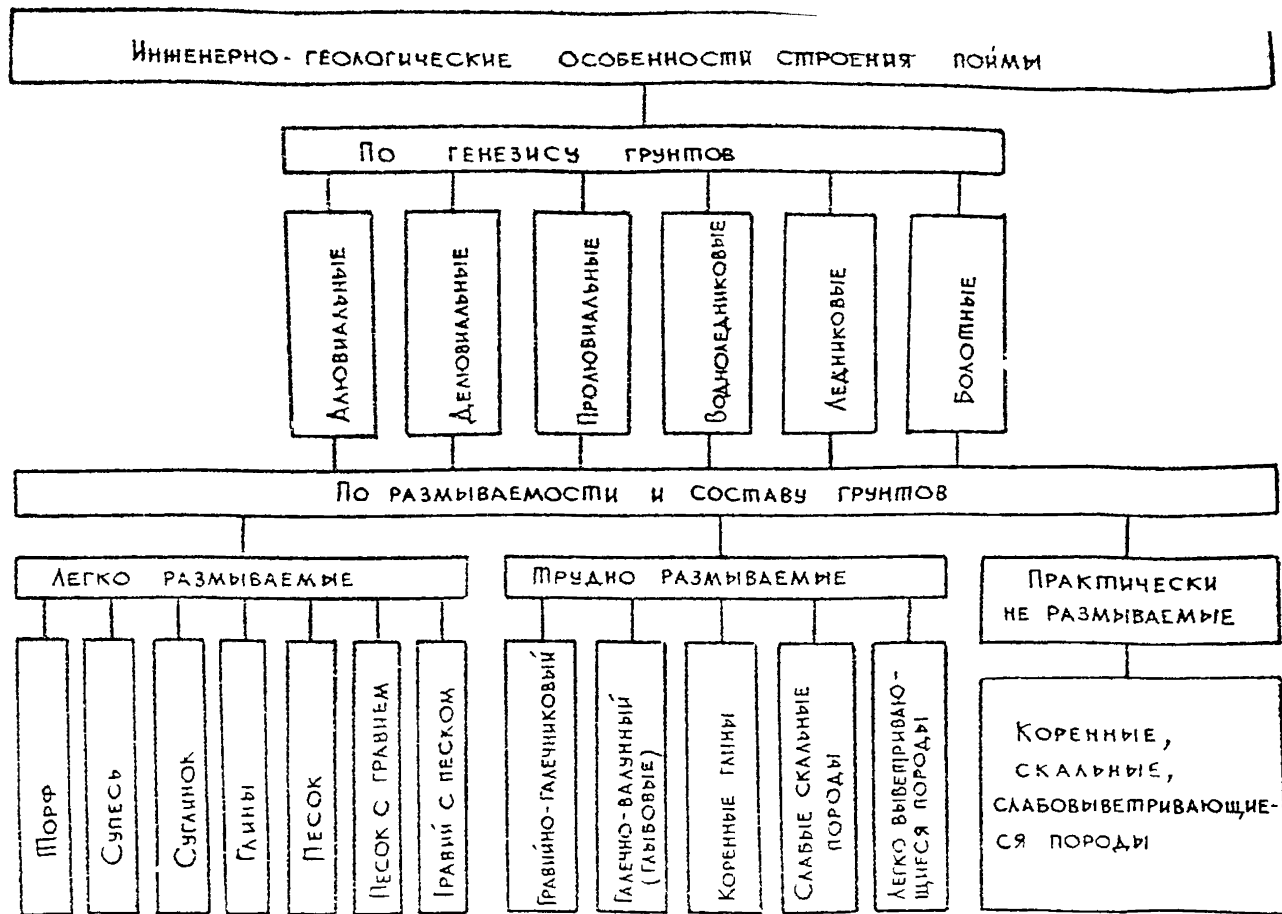 Инженерно-геологические особенности строения поймы
По генезису грунтов
Алювиальные
Делювиальные
Пролювиальные
Водноледниковые
Ледниковые
Болотные
По размываемости и составу грунтов
Легко размываемые
Трудно размываемые
Практически
не размываемые
Торф
Супесь
Суглинок
Глины
Песок
Песок с гравием
Гравий с песком
Гравийно-галечниковый
Галечно-валунный
(глыбовые)
Коренные глины
Слабые скальные
породы
Легко выветриваю-
щиеся породы
Коренные,
скальные,
слабовыветривающие-
ся породы